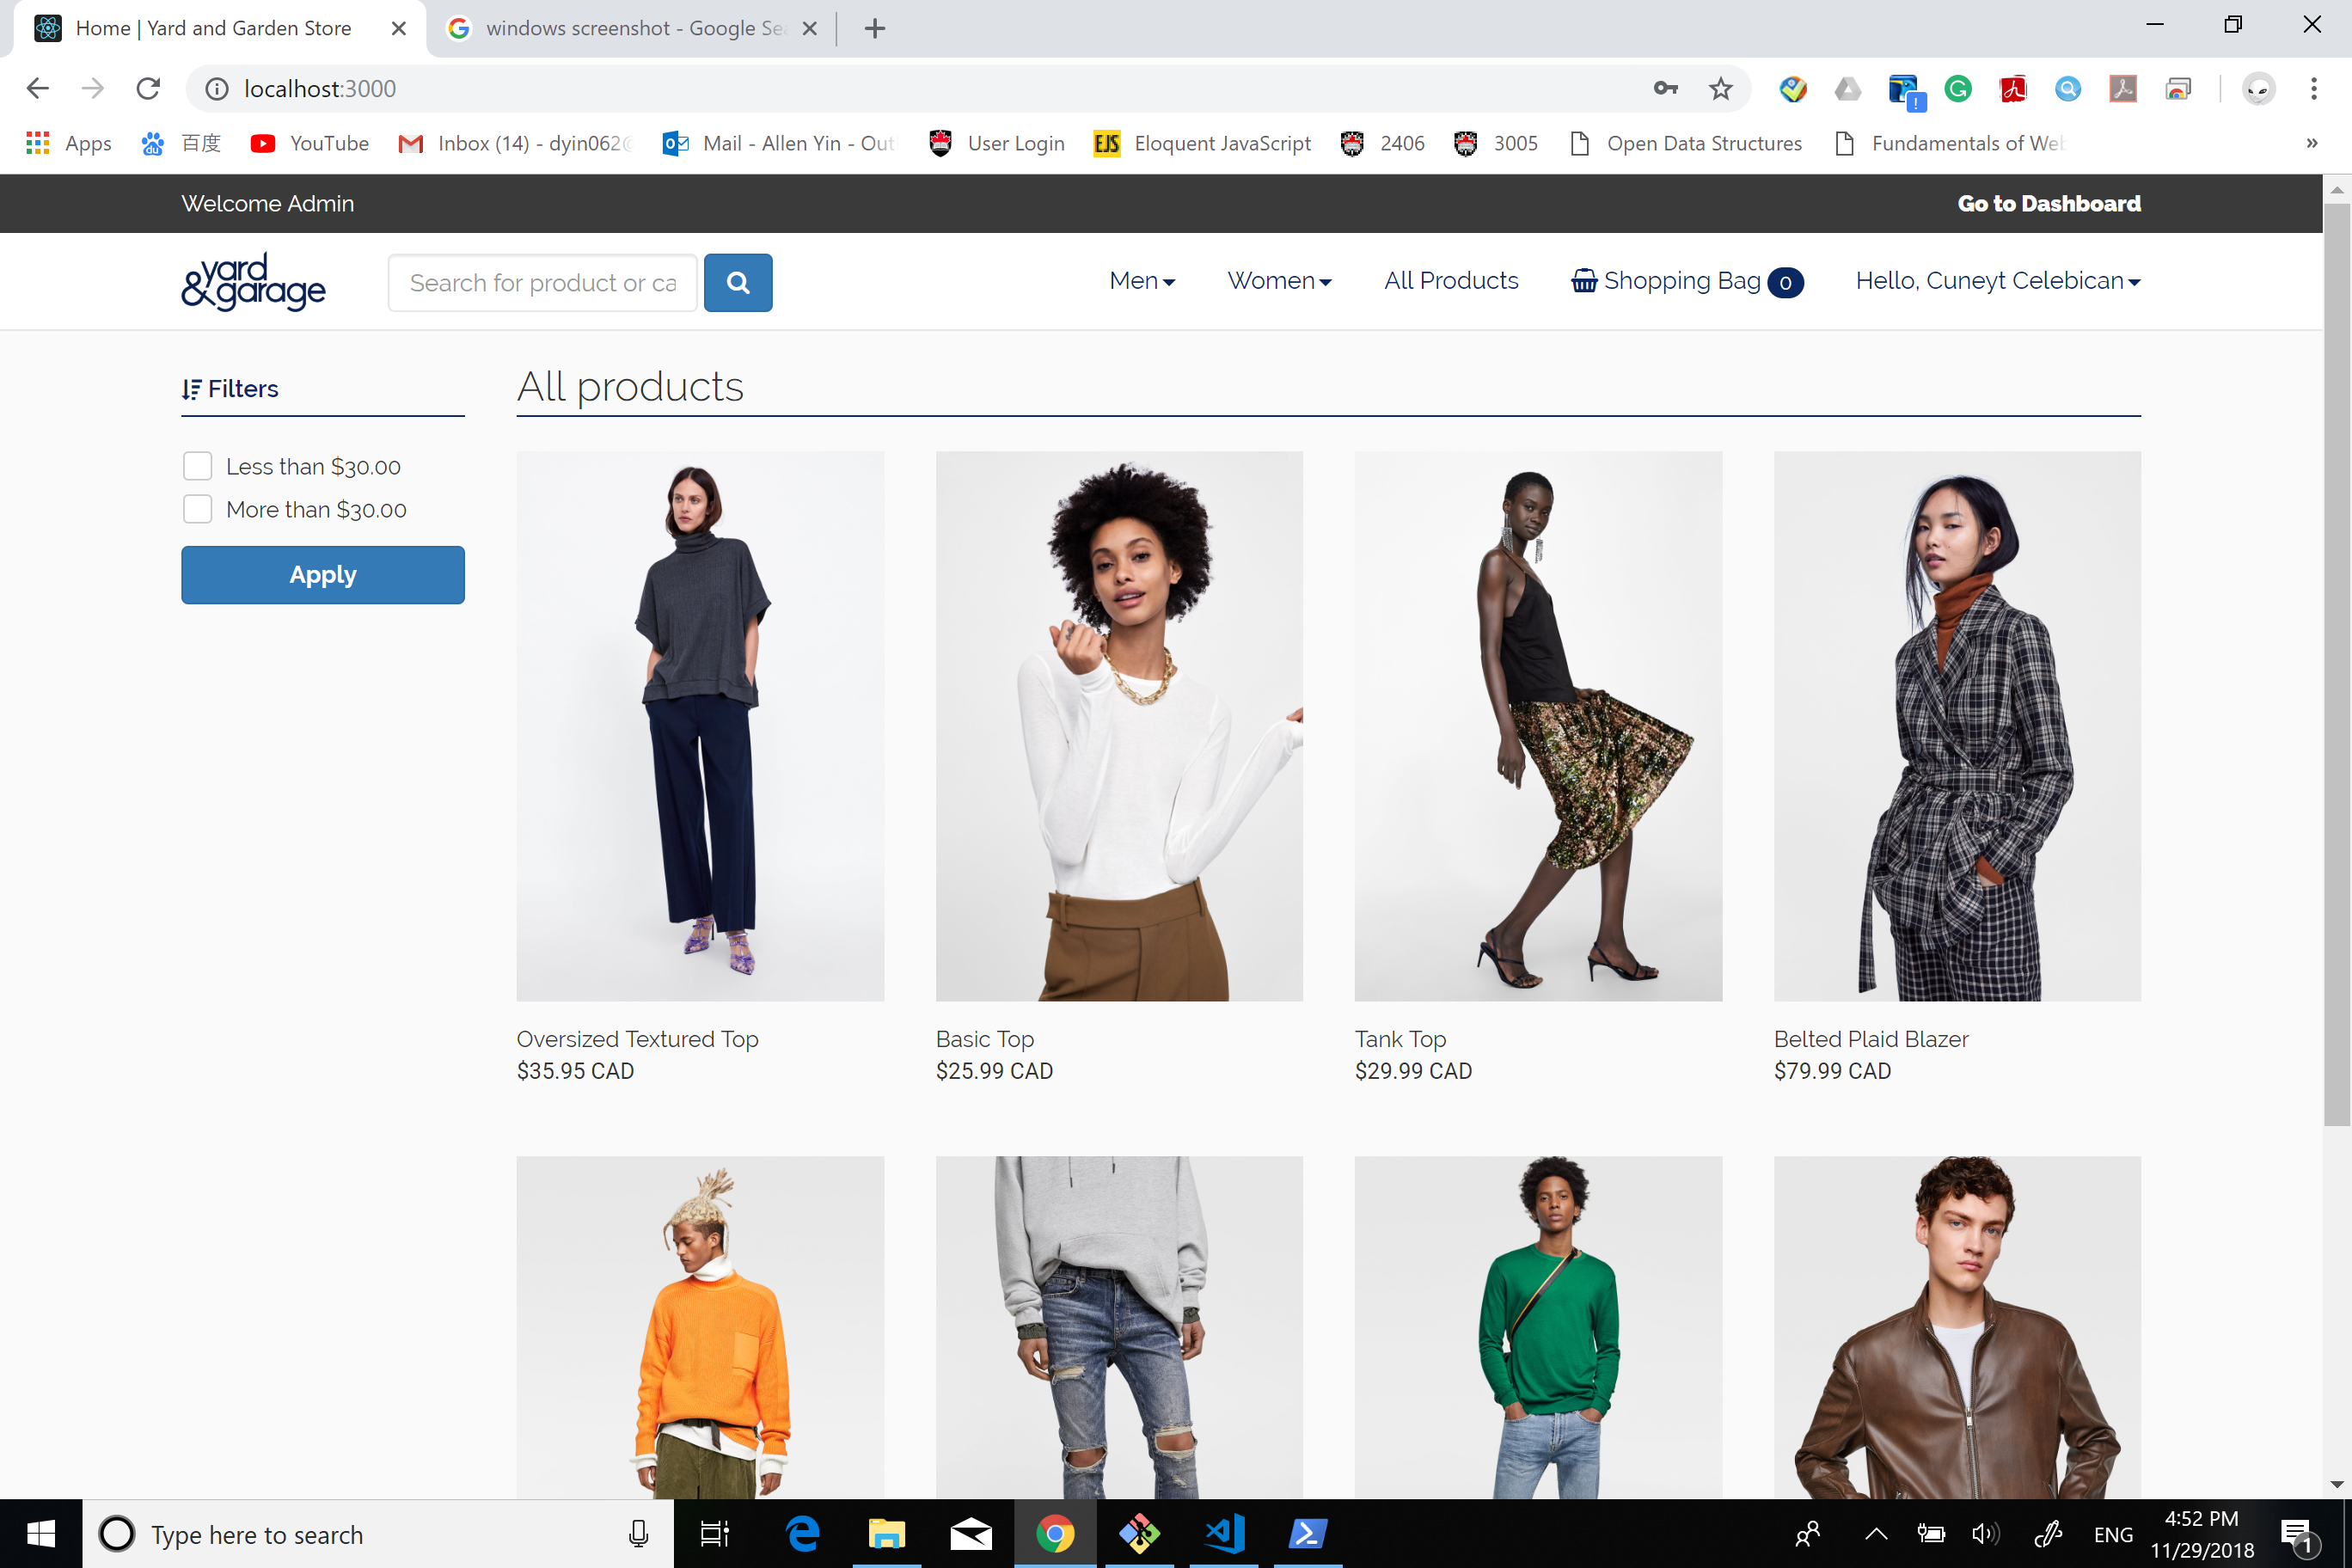 Home | Yard and Garden Store
windows screenshot - Google Sea
localhost:3000
Apps
百度
YouTube
Inbox (14) - dyin062@
Mail - Allen Yin - Out
User Login
EJS Eloquent JavaScript
2406
3005
Open Data Structures
Fundamentals of Web
»
Welcome Admin
Go to Dashboard
yard
&garage
Search for product or ca
Men
Women
All Products
Shopping Bag 0
Hello, Cuneyt Celebican
Filters
Less than $30.00
More than $30.00
Apply
All products
Oversized Textured Top
$35.95 CAD
Basic Top
$25.99 CAD
Tank Top
$29.99 CAD
Belted Plaid Blazer
$79.99 CAD
Type here to search
ENG
4:52 PM
11/29/2018
1